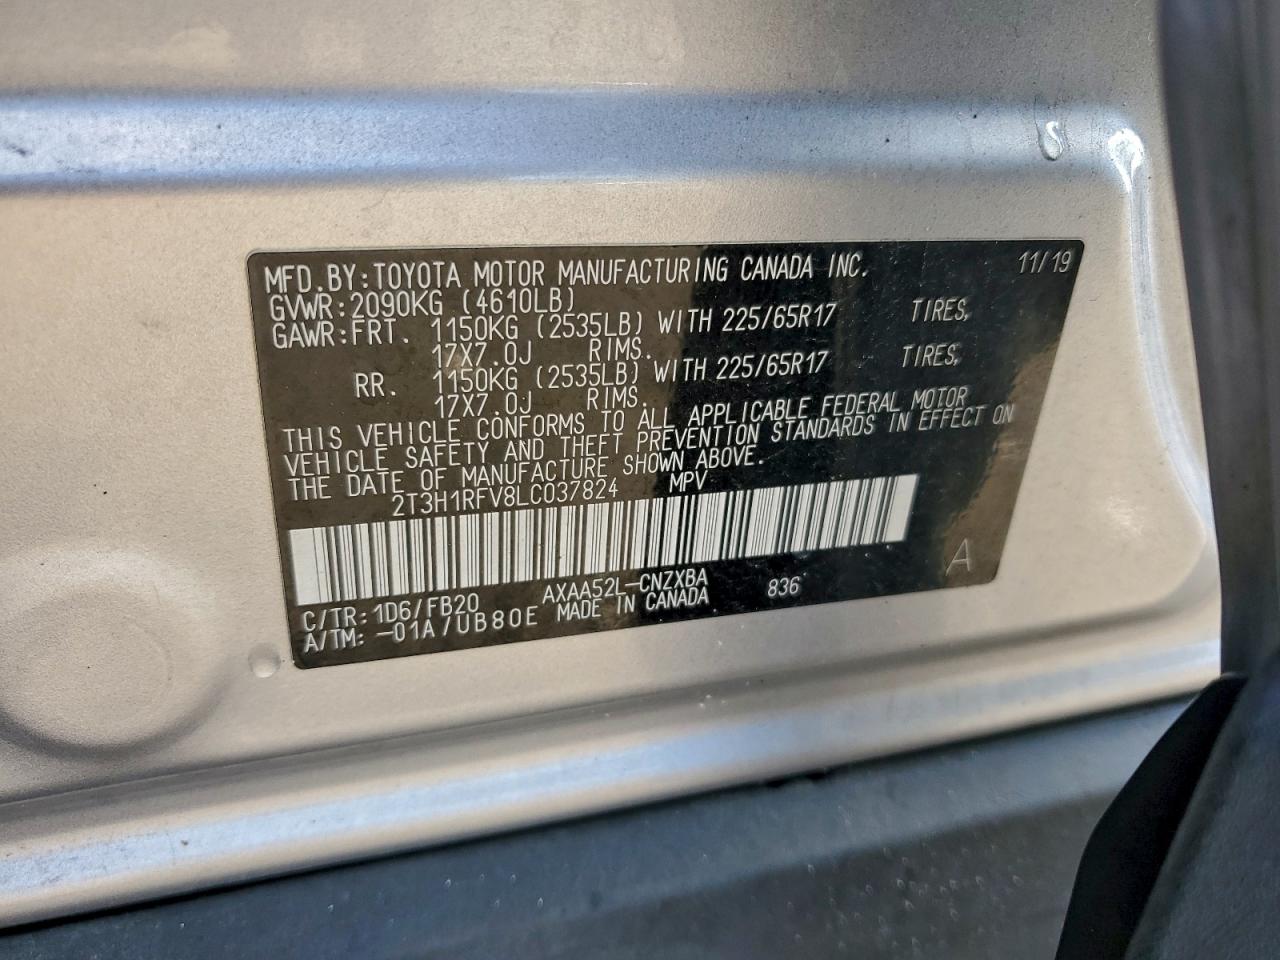 MFD.BY:TOYOTA MOTOR MANUFACTURING CANADA INC. 11/19
GVWR:2090KG (4610LB)
GAWR:FRT. 1150KG (2535LB) WITH 225/65R17 TIRES,
17X7.0J RIMS.
RR. 1150KG (2535LB) WITH 225/65R17 TIRES,
17X7.0J RIMS.
THIS VEHICLE CONFORMS TO ALL APPLICABLE FEDERAL MOTOR
VEHICLE SAFETY AND THEFT PREVENTION STANDARDS IN EFFECT ON
THE DATE OF MANUFACTURE SHOWN ABOVE.
2T3H1RFV8LC037824 MPV
C/TR: 1D6/FB20 AXAA52L-CNZXBA 836 A
A/TM: -01A/UB80E MADE IN CANADA